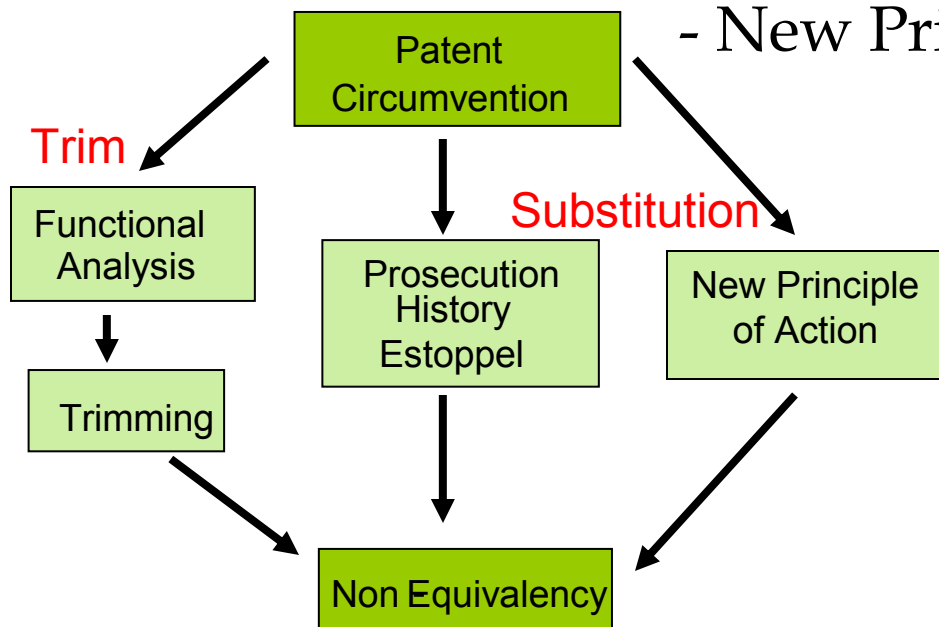 - New Pri
Patent
Circumvention
Trim
Substitution
Functional
Analysis
Prosecution
History
Estoppel
New Principle
of Action
Trimming
Non-Equivalency